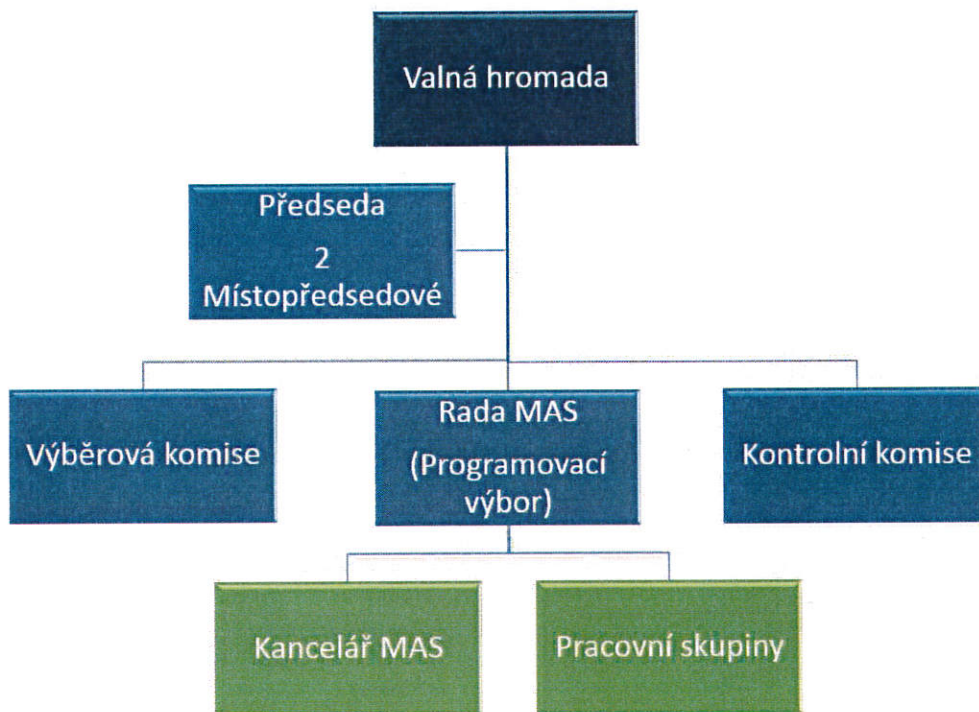 Valná hromada
Předseda
2
Místopředsedové
Výběrová komise
Rada MAS
(Programovací
výbor)
Kontrolní komise
Kancelář MAS
Pracovní skupiny